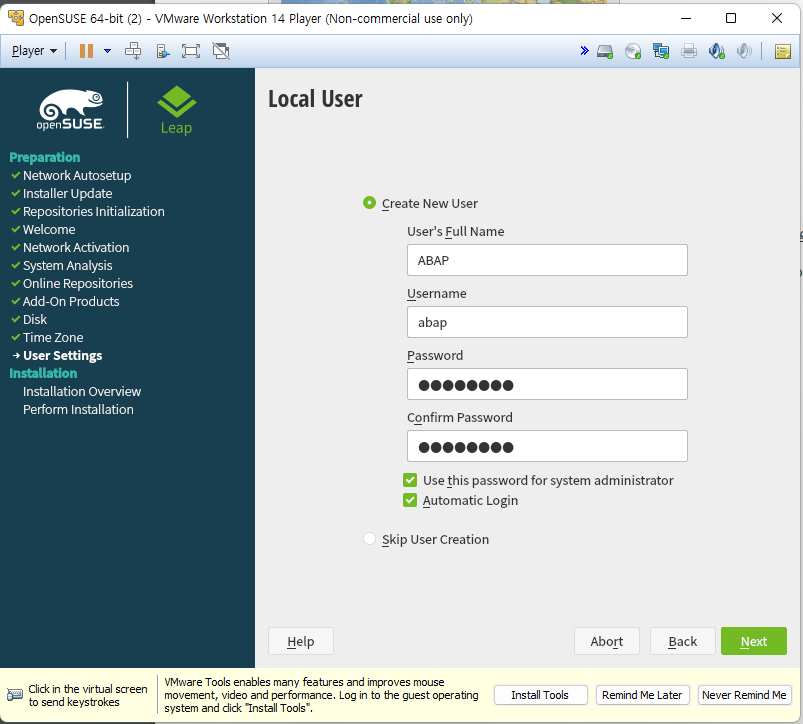 OpenSUSE 64-bit (2) - VMware Workstation 14 Player (Non-commercial use only)
Player
openSUSE
Leap
Preparation
Network Autosetup
Installer Update
Repositories Initialization
Welcome
Network Activation
System Analysis
Online Repositories
Add-On Products
Disk
Time Zone
User Settings
Installation
Installation Overview
Perform Installation
Local User
Create New User
User's Full Name
ABAP
Username
abap
Password
Confirm Password
Use this password for system administrator
Automatic Login
Skip User Creation
Help
Abort
Back
Next
Click in the virtual screen
to send keystrokes
VMware Tools enables many features and improves mouse
movement, video and performance. Log in to the guest operating
system and click "Install Tools".
Install Tools
Remind Me Later
Never Remind Me